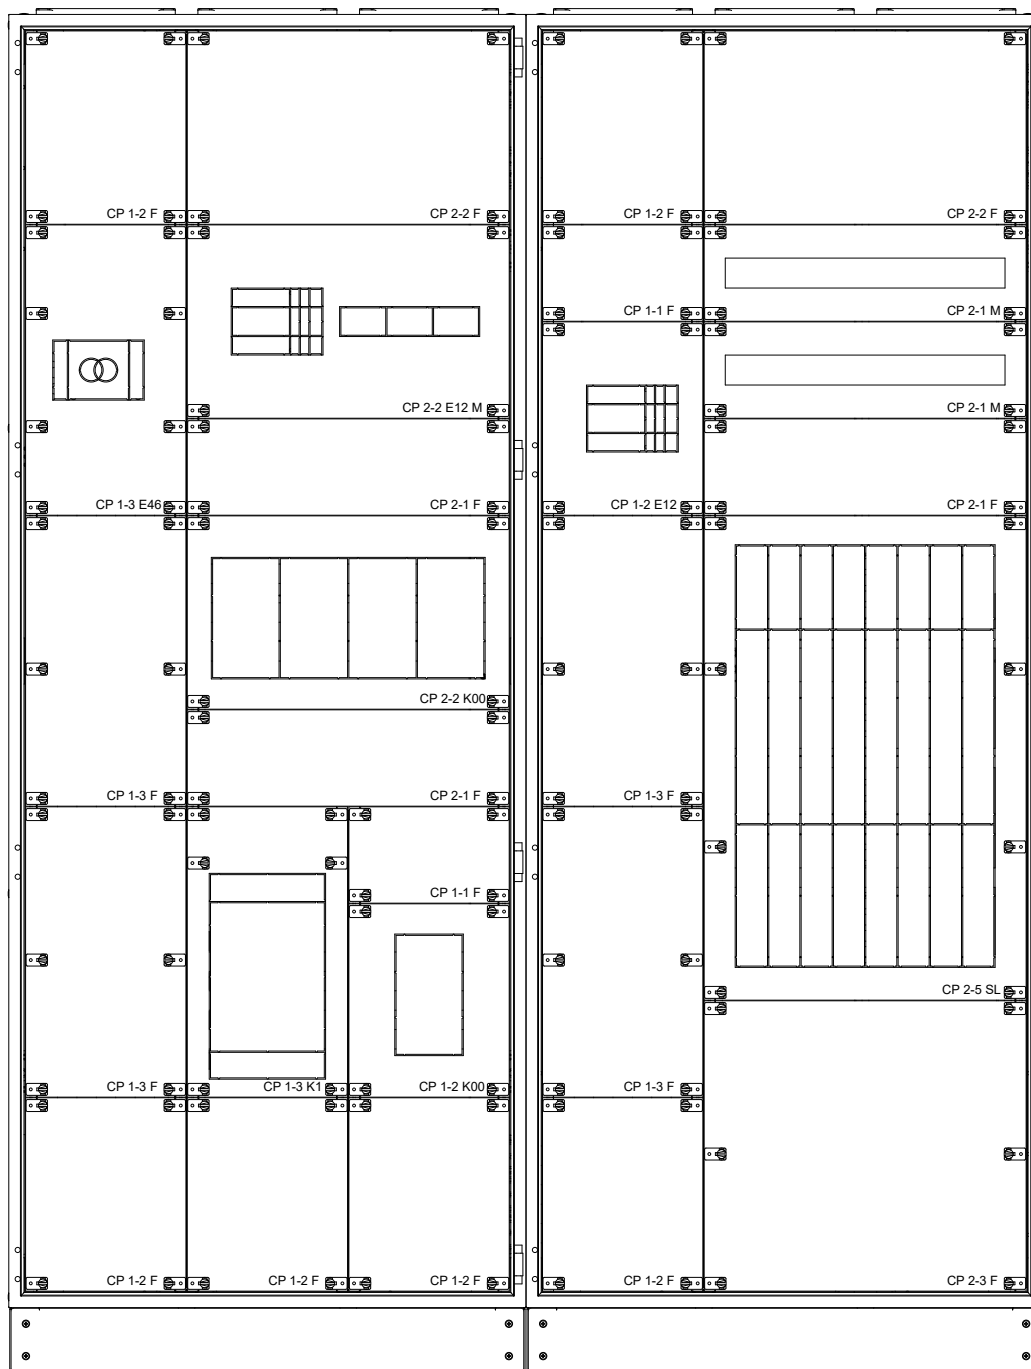 CP 1-2 F CP 2-2 F CP 1-2 F CP 2-2 F
CP 1-1 F CP 2-1 M
CP 2-2 E12 M CP 2-1 M
CP 1-3 E46 CP 2-1 F CP 1-2 E12 CP 2-1 F
CP 2-2 K00
CP 1-3 F CP 2-1 F CP 1-3 F
CP 1-1 F
CP 2-5 SL
CP 1-3 F CP 1-3 K1 CP 1-2 K00 CP 1-3 F
CP 1-2 F CP 1-2 F CP 1-2 F CP 1-2 F CP 2-3 F